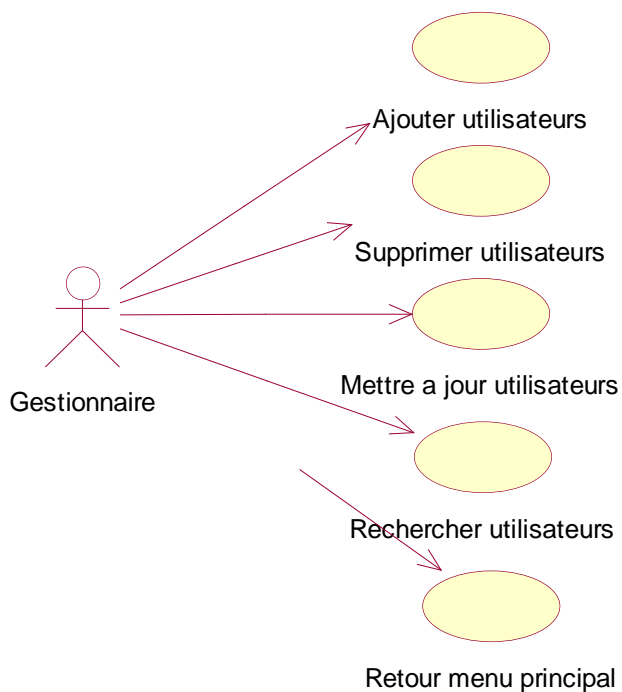 Ajouter utilisateurs
Supprimer utilisateurs
Mettre a jour utilisateurs
Gestionnaire
Rechercher utilisateurs
Retour menu principal